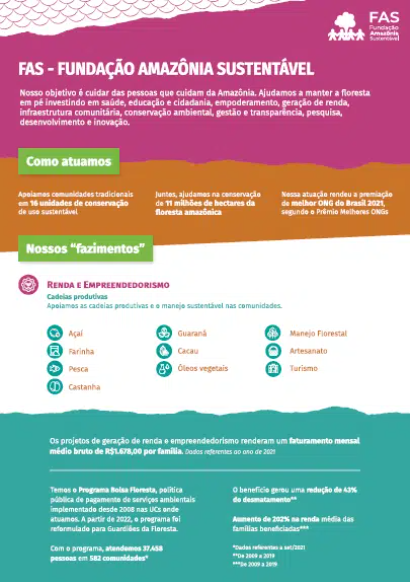 FAS
Fundação
Amazônia
Sustentável
FAS - FUNDAÇÃO AMAZÔNIA SUSTENTÁVEL
Nosso objetivo é cuidar das pessoas que cuidam da Amazônia. Ajudamos a manter a floresta
em pé investindo em saúde, educação e cidadania, empoderamento, geração de renda,
infraestrutura comunitária, conservação ambiental, gestão e transparência, pesquisa,
desenvolvimento e inovação.
Como atuamos
Apoiamos comunidades tradicionais
em 16 unidades de conservação
de uso sustentável
Juntos, ajudamos na conservação
de 11 milhões de hectares da
floresta amazônica
Nessa atuação rendeu a premiação
de melhor ONG do Brasil 2021,
segundo o Prêmio Melhores ONGs
Nossos "fazimentos"
RENDA E EMPREENDEDORISMO
Cadeias produtivas
Apoiamos as cadeias produtivas e o manejo sustentável nas comunidades.
Açaí
Farinha
Pesca
Castanha
Guaraná
Cacau
Óleos vegetais
Manejo Florestal
Artesanato
Turismo
Os projetos de geração de renda e empreendedorismo renderam um faturamento mensal
médio bruto de R$1.678,00 por família. Dados referentes ao ano de 2021
Temos o Programa Bolsa Floresta, política
pública de pagamento de serviços ambientais
implementado desde 2008 nas UCs onde
atuamos. A partir de 2022, o programa foi
reformulado para Guardiões da Floresta.
Com o programa, atendemos 37.458
pessoas em 582 comunidades*
O benefício gerou uma redução de 43%
do desmatamento**
Aumento de 202% na renda média das
famílias beneficiadas***
*Dados referentes a set/2021
**De 2009 a 2019
***De 2009 a 2019